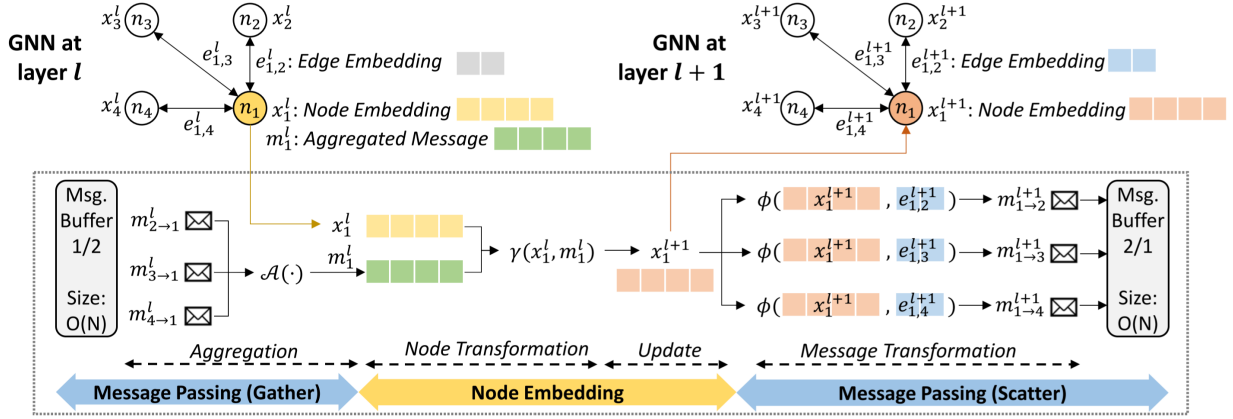 GNN at
layer l
x_3^l n_3
n_2 x_2^l
e_{1,3}^l
e_{1,2}^l: Edge Embedding
x_4^l n_4
n_1
x_1^l: Node Embedding
e_{1,4}^l
m_1^l: Aggregated Message
GNN at
layer l + 1
x_3^{l+1} n_3
n_2 x_2^{l+1}
e_{1,3}^{l+1}
e_{1,2}^{l+1}: Edge Embedding
x_4^{l+1} n_4
n_1
x_1^{l+1}: Node Embedding
e_{1,4}^{l+1}
Msg.
Buffer
1/2
Size:
O(N)
m_{2→1}^l
m_{3→1}^l
m_{4→1}^l
𝒜(·)
x_1^l
m_1^l
γ(x_1^l, m_1^l)
x_1^{l+1}
ϕ( x_1^{l+1} , e_{1,2}^{l+1} ) m_{1→2}^{l+1}
ϕ( x_1^{l+1} , e_{1,3}^{l+1} ) m_{1→3}^{l+1}
ϕ( x_1^{l+1} , e_{1,4}^{l+1} ) m_{1→4}^{l+1}
Msg.
Buffer
2/1
Size:
O(N)
Aggregation Node Transformation Update Message Transformation
Message Passing (Gather) Node Embedding Message Passing (Scatter)